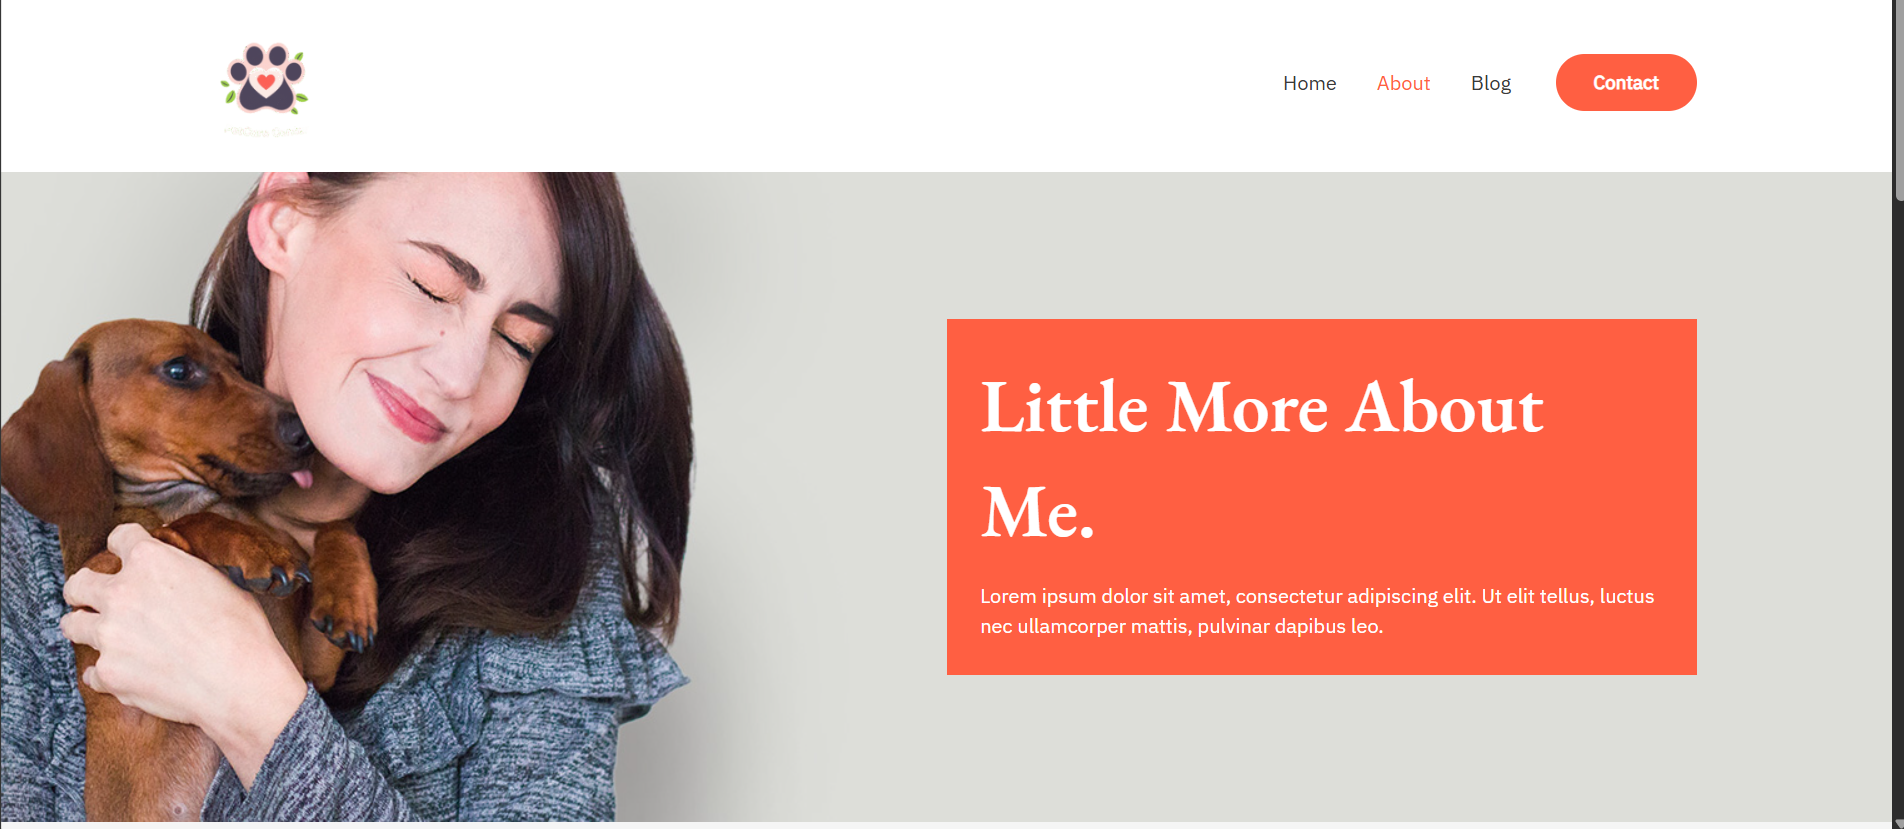 Home
About
Blog
Contact
Little More About
Me.
Lorem ipsum dolor sit amet, consectetur adipiscing elit. Ut elit tellus, luctus
nec ullamcorper mattis, pulvinar dapibus leo.